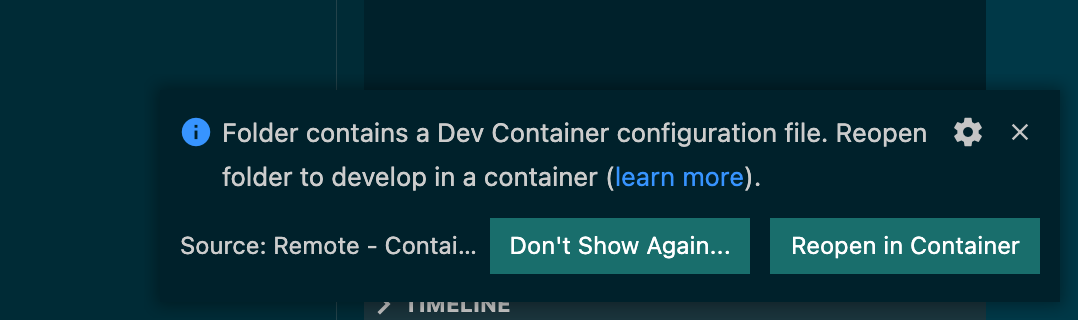 Folder contains a Dev Container configuration file. Reopen
folder to develop in a container (learn more).
Source: Remote - Contai... Don't Show Again... Reopen in Container
TIMELINE